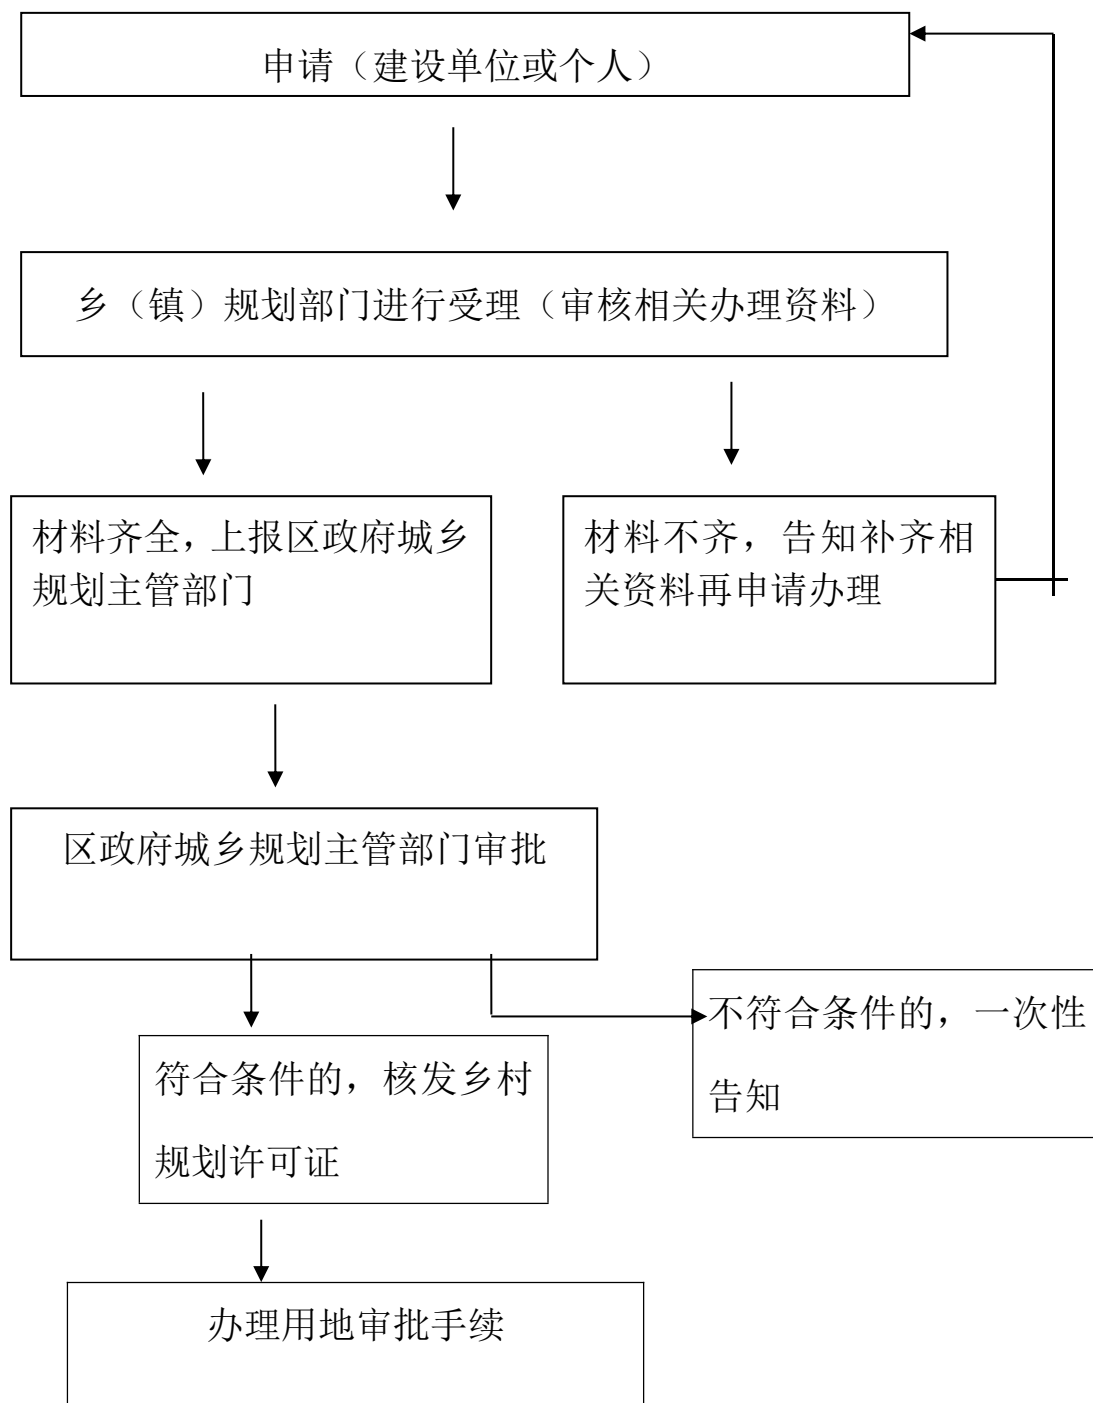 申请（建设单位或个人）
乡（镇）规划部门进行受理（审核相关办理资料）
材料齐全，上报区政府城乡
规划主管部门
材料不齐，告知补齐相
关资料再申请办理
区政府城乡规划主管部门审批
不符合条件的，一次性
告知
符合条件的，核发乡村
规划许可证
办理用地审批手续